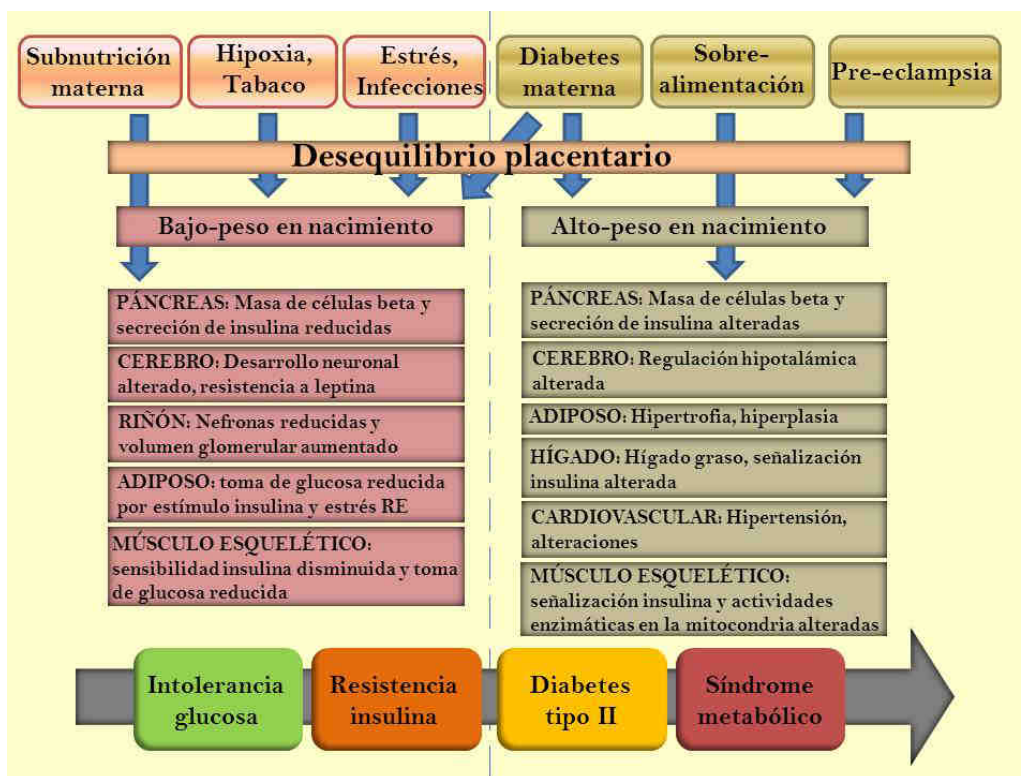 Subnutrición
materna
Hipoxia,
Tabaco
Estrés,
Infecciones
Diabetes
materna
Sobre-
alimentación
Pre-eclampsia
Desequilibrio placentario
Bajo-peso en nacimiento
Alto-peso en nacimiento
PÁNCREAS: Masa de células beta y
secreción de insulina reducidas
CEREBRO: Desarrollo neuronal
alterado, resistencia a leptina
RIÑÓN: Nefronas reducidas y
volumen glomerular aumentado
ADIPOSO: toma de glucosa reducida
por estímulo insulina y estrés RE
MÚSCULO ESQUELÉTICO:
sensibilidad insulina disminuida y toma
de glucosa reducida
PÁNCREAS: Masa de células beta y
secreción de insulina alteradas
CEREBRO: Regulación hipotalámica
alterada
ADIPOSO: Hipertrofia, hiperplasia
HÍGADO: Hígado graso, señalización
insulina alterada
CARDIOVASCULAR: Hipertensión,
alteraciones
MÚSCULO ESQUELÉTICO:
señalización insulina y actividades
enzimáticas en la mitocondria alteradas
Intolerancia
glucosa
Resistencia
insulina
Diabetes
tipo II
Síndrome
metabólico